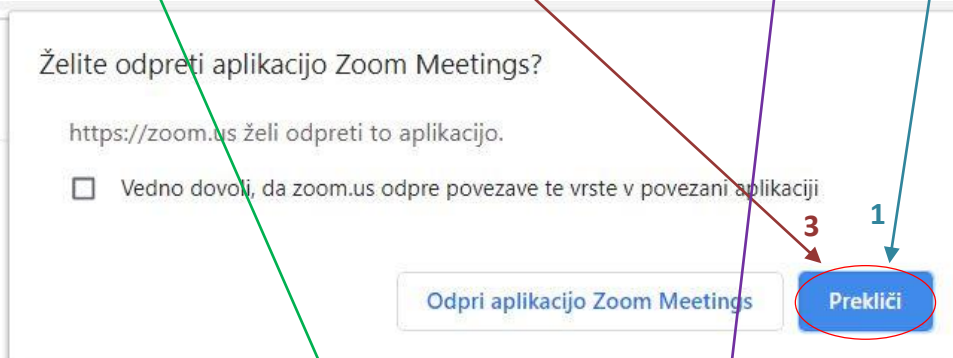 Želite odpreti aplikacijo Zoom Meetings?
https://zoom.us želi odpreti to aplikacijo.
Vedno dovoli, da zoom.us odpre povezave te vrste v povezani aplikaciji
3 1
Odpri aplikacijo Zoom Meetings Prekliči